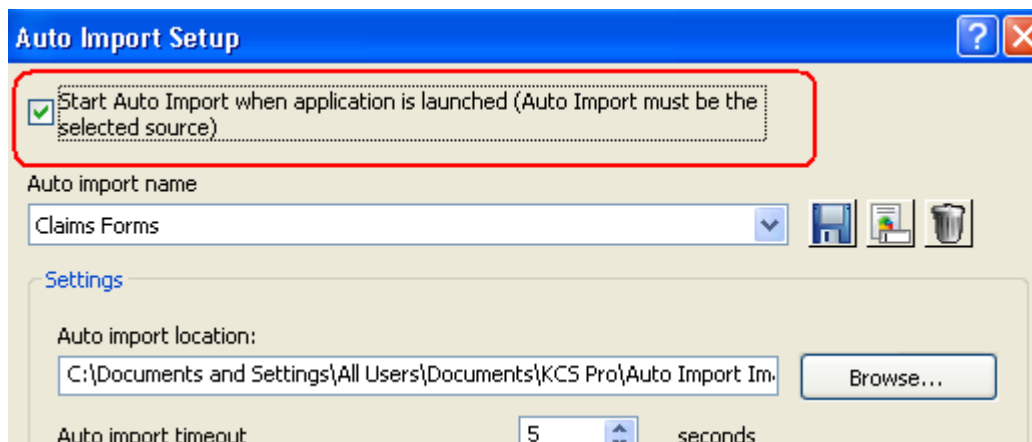 Auto Import Setup
Start Auto Import when application is launched (Auto Import must be the
selected source)
Auto import name
Claims Forms
Settings
Auto import location:
C:\Documents and Settings\All Users\Documents\KCS Pro\Auto Import Im
Browse...
Auto import timeout 5 seconds